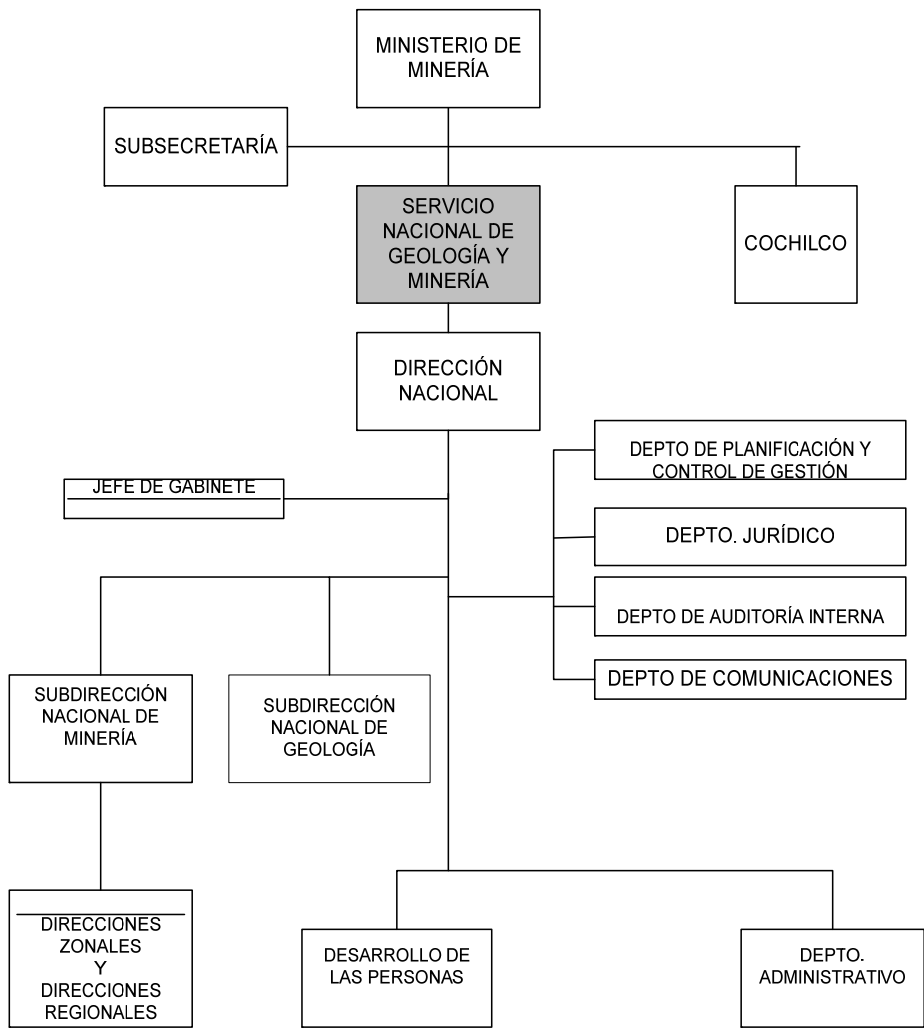 MINISTERIO DE
MINERÍA
SUBSECRETARÍA
SERVICIO
NACIONAL DE
GEOLOGÍA Y
MINERÍA
COCHILCO
DIRECCIÓN
NACIONAL
DEPTO DE PLANIFICACIÓN Y
CONTROL DE GESTIÓN
JEFE DE GABINETE
DEPTO. JURÍDICO
DEPTO DE AUDITORÍA INTERNA
DEPTO DE COMUNICACIONES
SUBDIRECCIÓN
NACIONAL DE
MINERÍA
SUBDIRECCIÓN
NACIONAL DE
GEOLOGÍA
DIRECCIONES
ZONALES
Y
DIRECCIONES
REGIONALES
DESARROLLO DE
LAS PERSONAS
DEPTO.
ADMINISTRATIVO